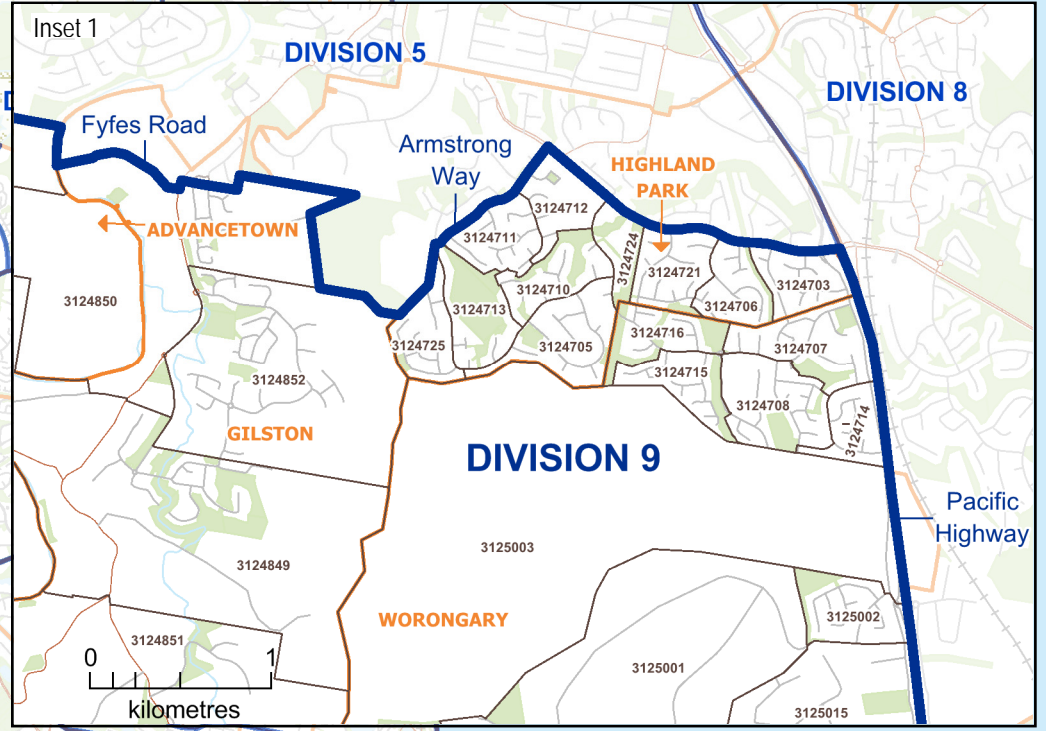 Inset 1
DIVISION 5
DIVISION 8
Fyfes Road
Armstrong
Way
HIGHLAND
PARK
ADVANCETOWN
3124712
3124711
3124724
3124721
3124703
3124706
3124710
3124713
3124850
3124725
3124705
3124716
3124707
3124715
3124852
3124708
3124714
GILSTON
DIVISION 9
Pacific
Highway
3125003
3124849
WORONGARY
3125002
3124851
3125001
0
1
kilometres
3125015